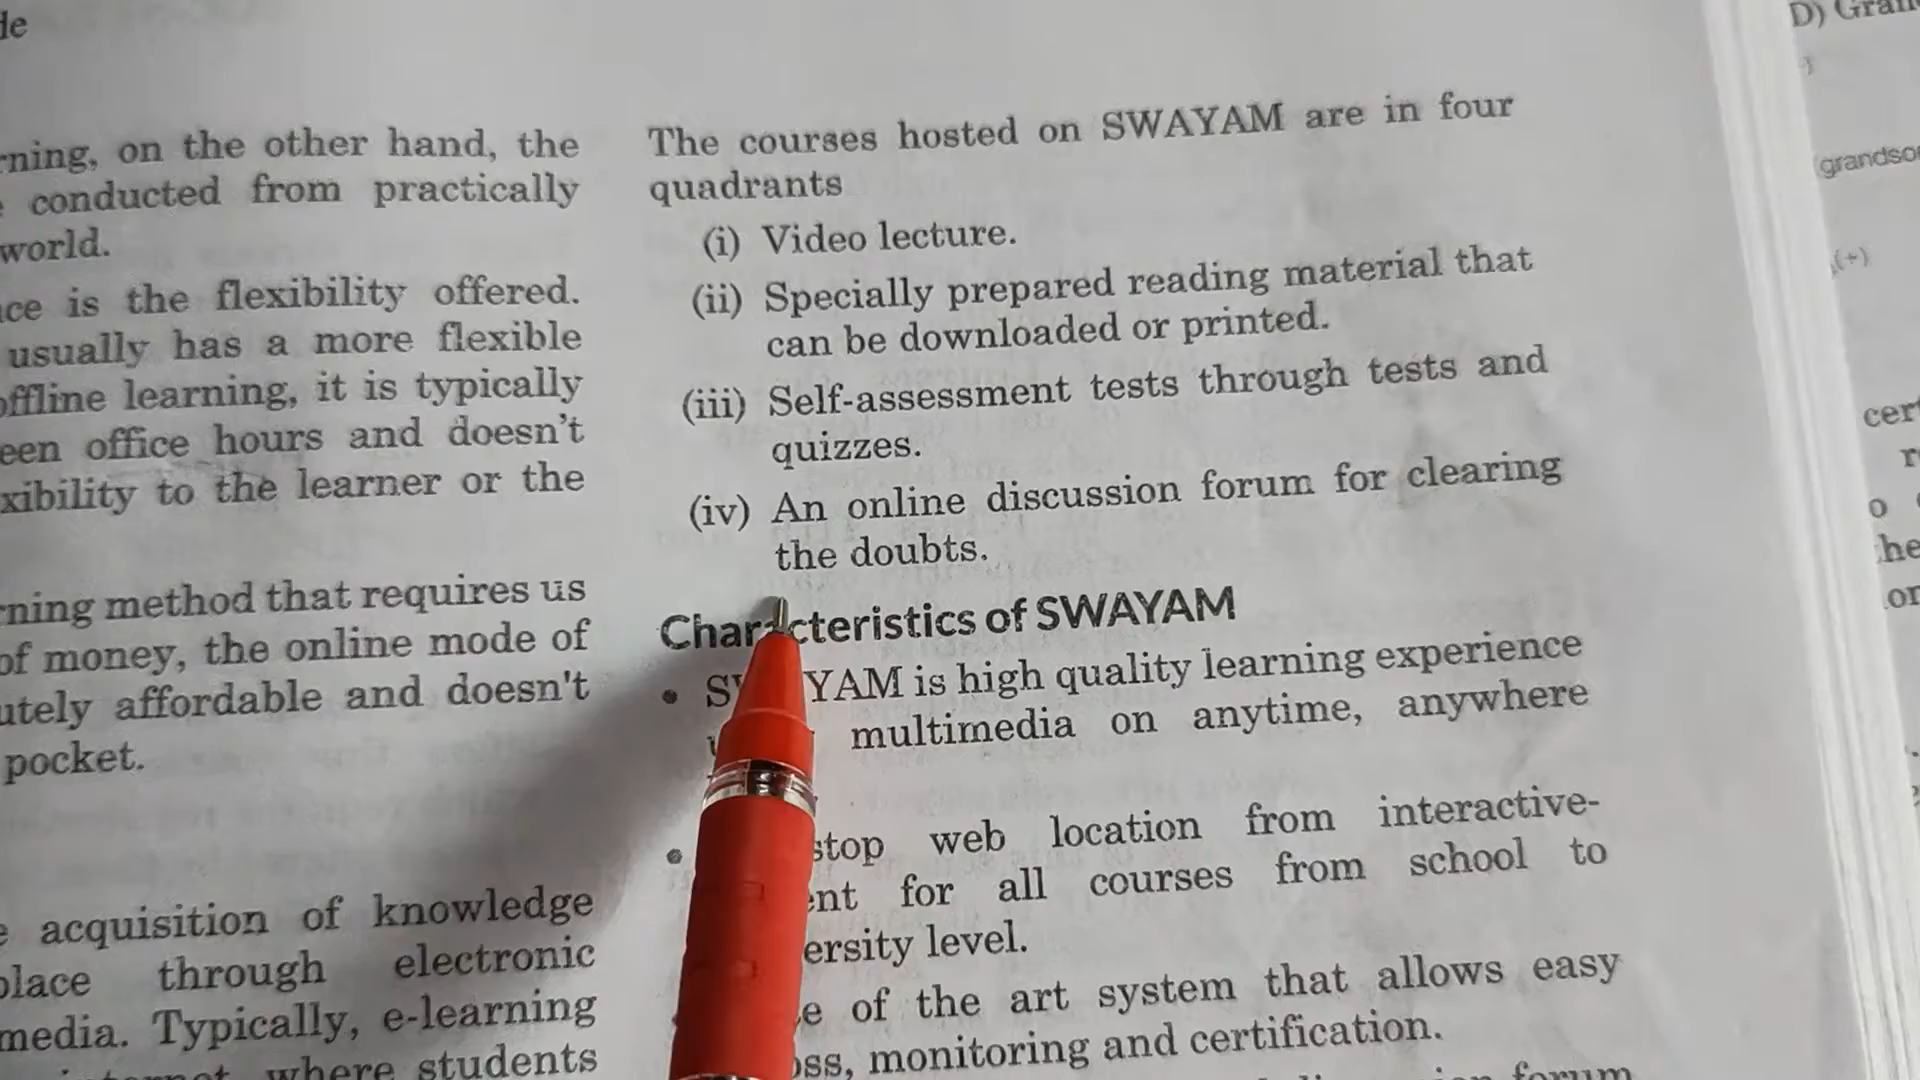 de
rning, on the other hand, the
conducted from practically
world.
ce is the flexibility offered.
usually has a more flexible
offline learning, it is typically
een office hours and doesn't
xibility to the learner or the
rning method that requires us
of money, the online mode of
utely affordable and doesn't
pocket.
e acquisition of knowledge
place through electronic
media. Typically, e-learning
where students
The courses hosted on SWAYAM are in four
quadrants
(i) Video lecture.
(ii) Specially prepared reading material that
can be downloaded or printed.
(iii) Self-assessment tests through tests and
quizzes.
(iv) An online discussion forum for clearing
the doubts.
Characteristics of SWAYAM
• SWAYAM is high quality learning experience
multimedia on anytime, anywhere
• stop web location from interactive-
ent for all courses from school to
ersity level.
e of the art system that allows easy
ss, monitoring and certification.
forum
D) Gran
(grandso
(+)
cer
he
or